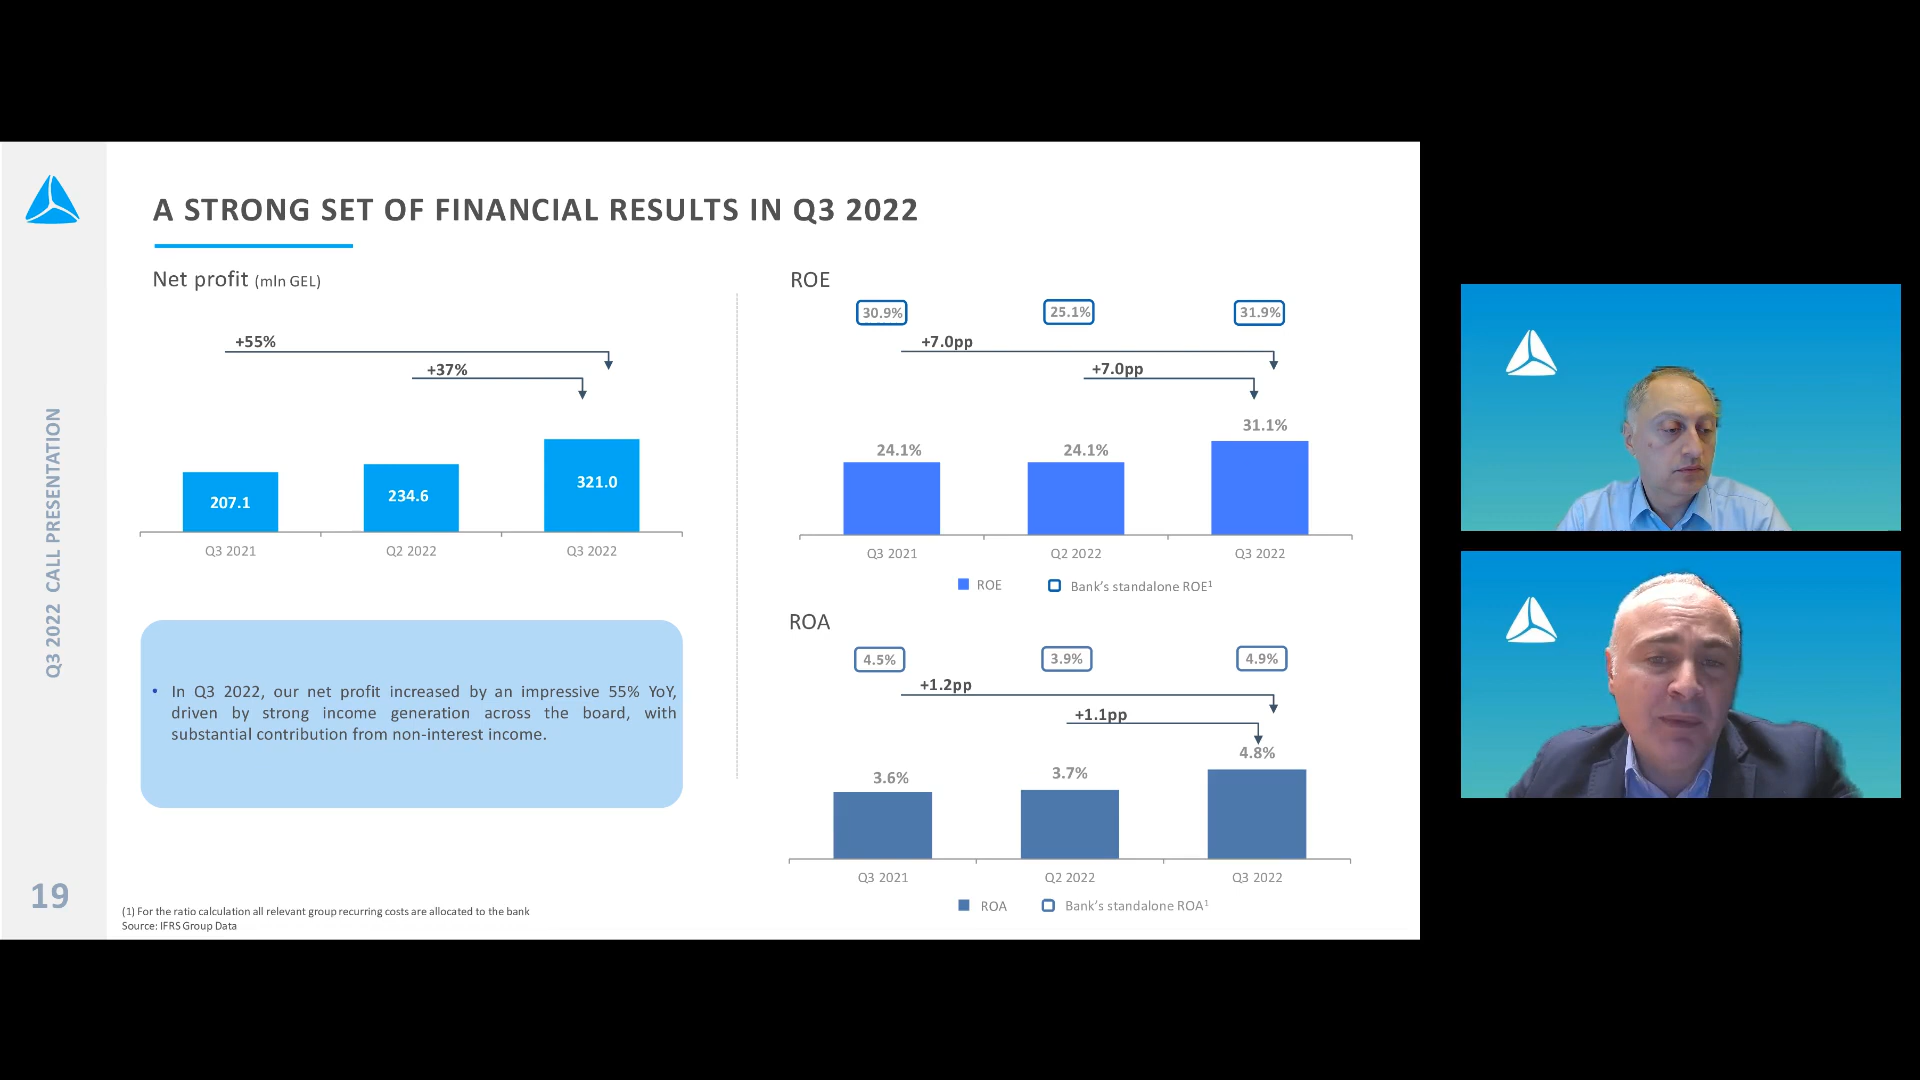 A STRONG SET OF FINANCIAL RESULTS IN Q3 2022
Net profit (mln GEL)
+55%
+37%
207.1
234.6
321.0
Q3 2021
Q2 2022
Q3 2022
• In Q3 2022, our net profit increased by an impressive 55% YoY,
driven by strong income generation across the board, with
substantial contribution from non-interest income.
ROE
30.9%
25.1%
31.9%
+7.0pp
+7.0pp
24.1%
24.1%
31.1%
Q3 2021
Q2 2022
Q3 2022
ROE
Bank's standalone ROE¹
ROA
4.5%
3.9%
4.9%
+1.2pp
+1.1pp
3.6%
3.7%
4.8%
Q3 2021
Q2 2022
Q3 2022
ROA
Bank's standalone ROA¹
Q3 2022 CALL PRESENTATION
19
(1) For the ratio calculation all relevant group recurring costs are allocated to the bank
Source: IFRS Group Data